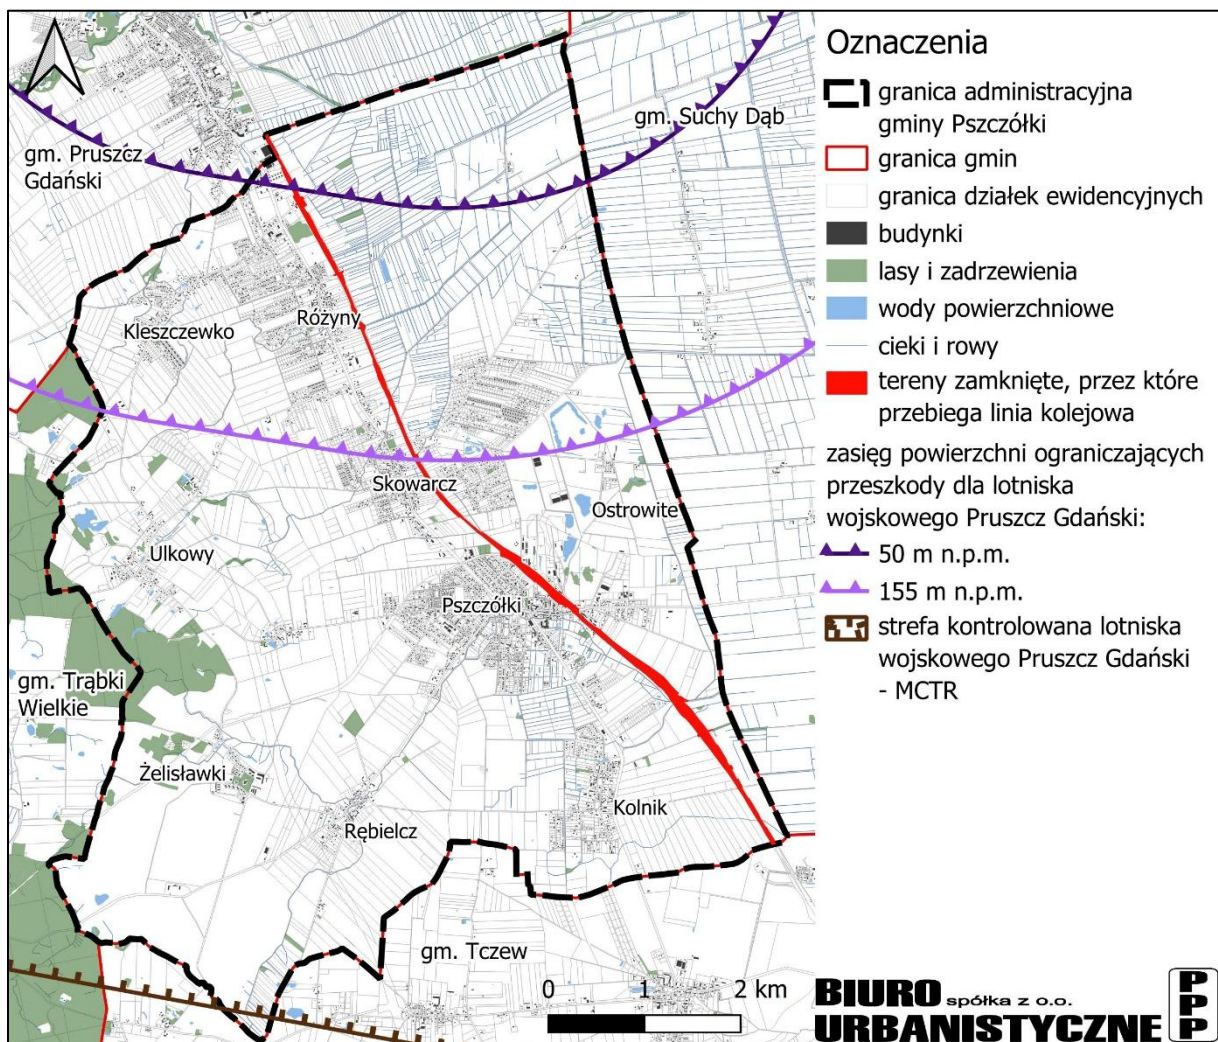 gm. Pruszcz
Gdański
gm. Suchy Dąb
Kleszczewko
Różyny
Skowarcz
Ostrowite
Ulkowy
Pszczółki
gm. Trąbki
Wielkie
Żelisławki
Rębielcz
Kolnik
gm. Tczew
0 1 2 km
Oznaczenia
granica administracyjna
gminy Pszczółki
granica gmin
granica działek ewidencyjnych
budynki
lasy i zadrzewienia
wody powierzchniowe
cieki i rowy
tereny zamknięte, przez które
przebiega linia kolejowa
zasięg powierzchni ograniczających
przeszkody dla lotniska
wojskowego Pruszcz Gdański:
50 m n.p.m.
155 m n.p.m.
strefa kontrolowana lotniska
wojskowego Pruszcz Gdański
- MCTR
BIURO spółka z o.o.
URBANISTYCZNE
P
P
P